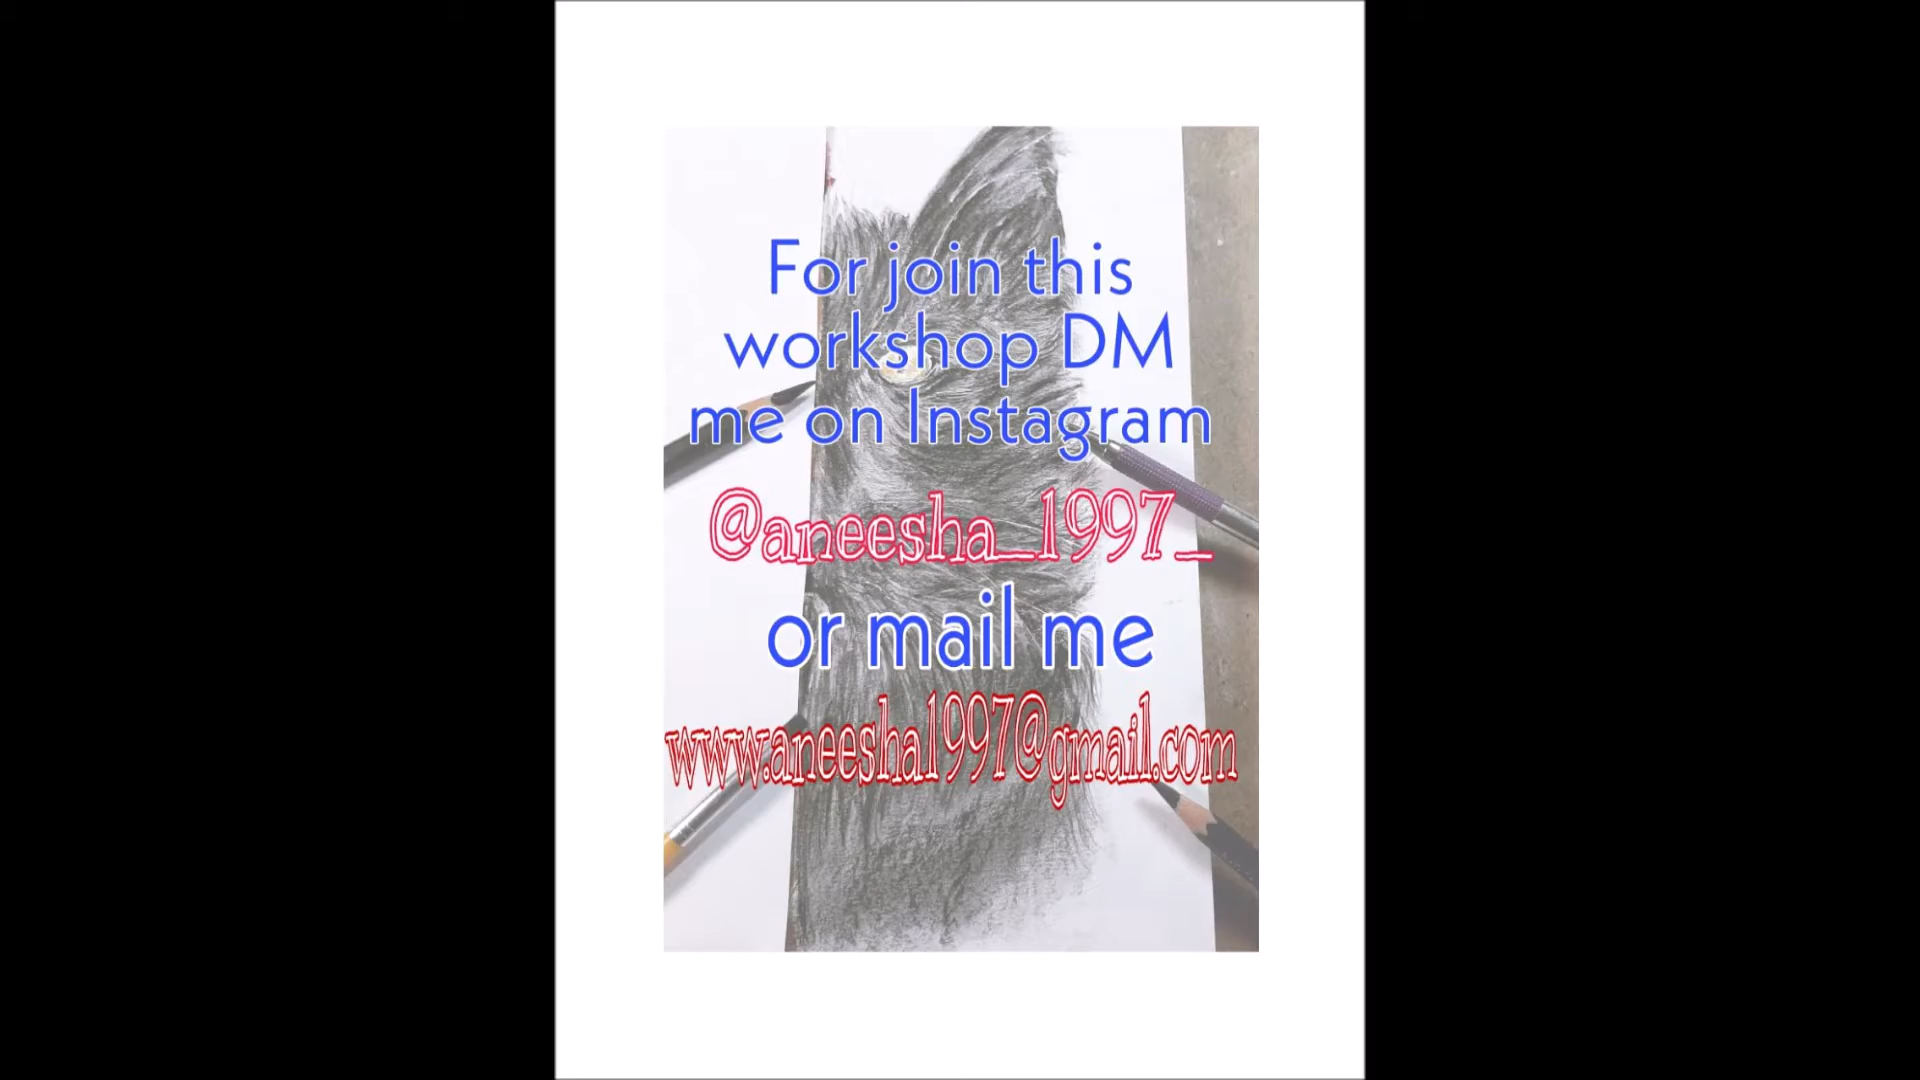 For join this
workshop DM
me on Instagram
@aneesha_1997_
or mail me
www.aneesha1997@gmail.com